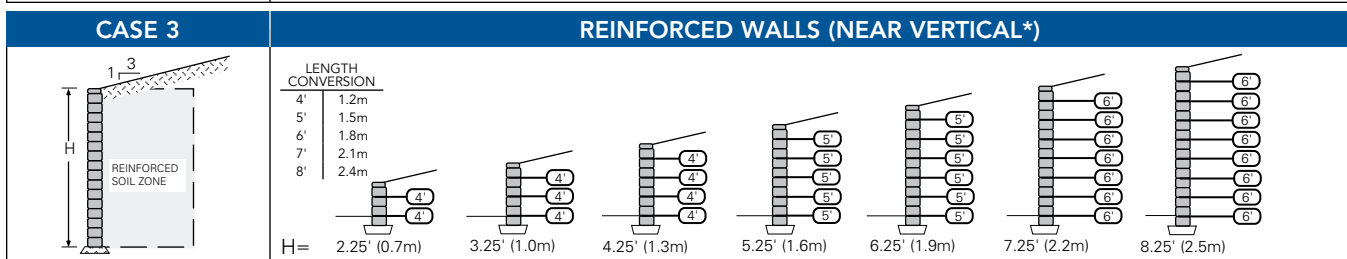 CASE 3
REINFORCED WALLS (NEAR VERTICAL*)
1 3
H
REINFORCED
SOIL ZONE
LENGTH
CONVERSION
4' 1.2m
5' 1.5m
6' 1.8m
7' 2.1m
8' 2.4m
6'
6' 6'
6' 6'
5' 5' 6' 6'
4' 5' 5' 6' 6'
4' 4' 5' 5' 6' 6'
4' 4' 4' 5' 5' 6' 6'
4' 4' 4' 5' 5' 6' 6'
H= 2.25' (0.7m) 3.25' (1.0m) 4.25' (1.3m) 5.25' (1.6m) 6.25' (1.9m) 7.25' (2.2m) 8.25' (2.5m)